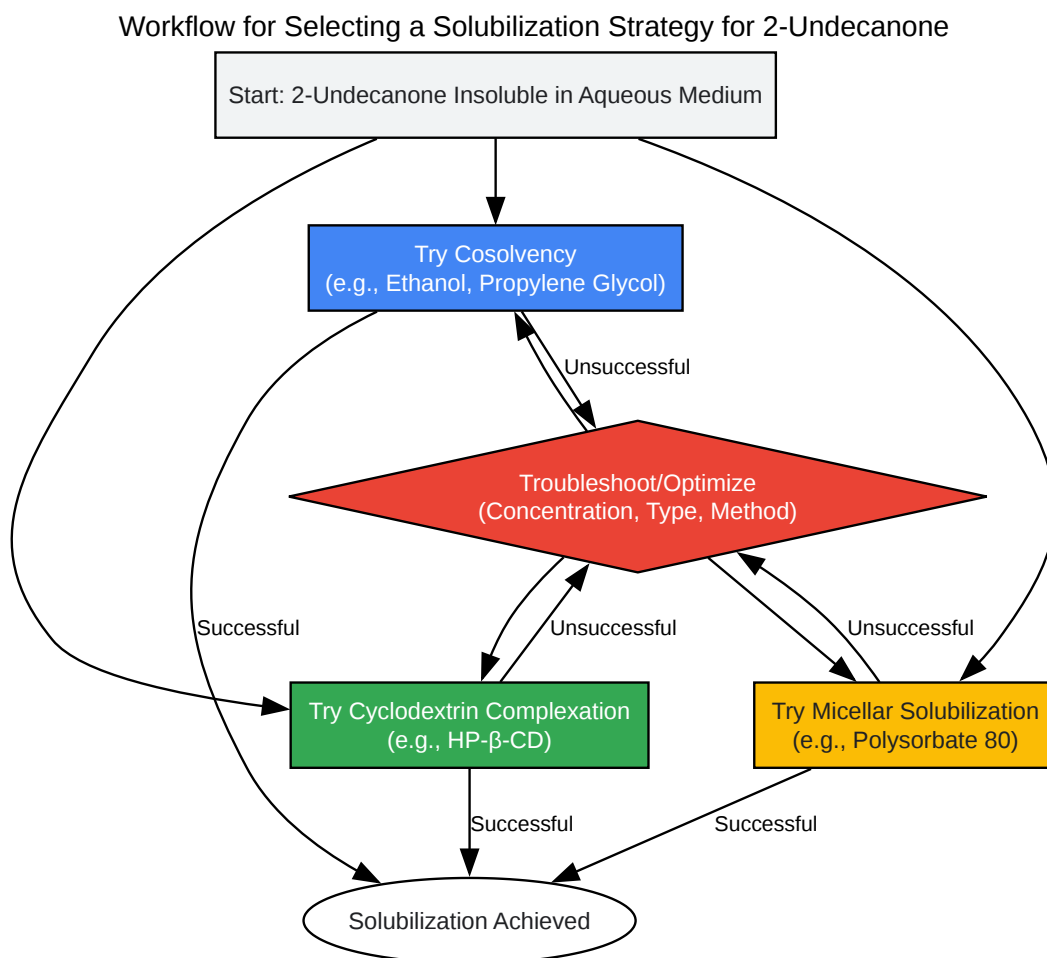 Workflow for Selecting a Solubilization Strategy for 2-Undecanone
Start: 2-Undecanone Insoluble in Aqueous Medium
Try Cosolvency
(e.g., Ethanol, Propylene Glycol)
Unsuccessful
Troubleshoot/Optimize
(Concentration, Type, Method)
Successful
Unsuccessful
Unsuccessful
Try Cyclodextrin Complexation
(e.g., HP-β-CD)
Try Micellar Solubilization
(e.g., Polysorbate 80)
Successful
Successful
Solubilization Achieved